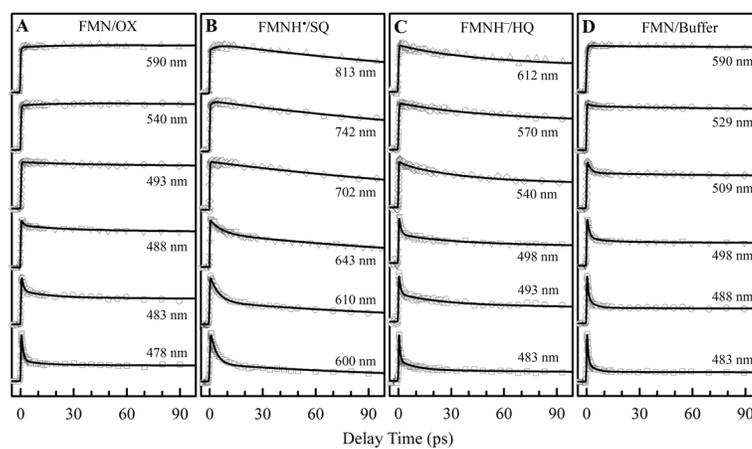 A FMN/OX
590 nm
540 nm
493 nm
488 nm
483 nm
478 nm
0 30 60 90
B FMNH•/SQ
813 nm
742 nm
702 nm
643 nm
610 nm
600 nm
0 30 60 90
C FMNH⁻/HQ
612 nm
570 nm
540 nm
498 nm
493 nm
483 nm
0 30 60 90
D FMN/Buffer
590 nm
529 nm
509 nm
498 nm
488 nm
483 nm
0 30 60 90
Delay Time (ps)